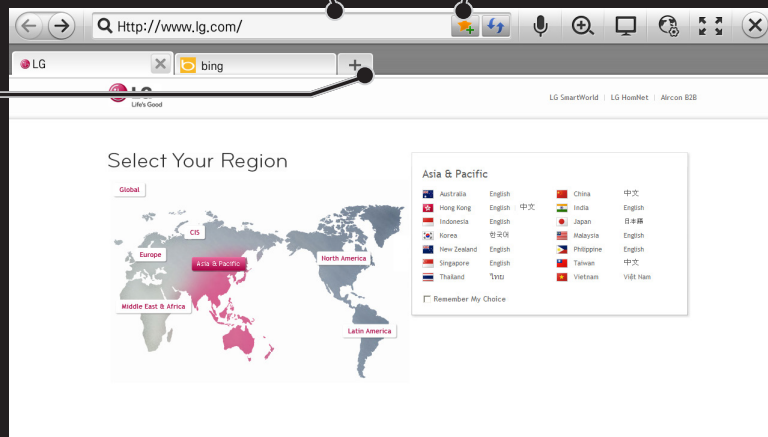 Http://www.lg.com/
LG
bing
LG
Life's Good
LG SmartWorld | LG HomNet | Aircon B2B
Select Your Region
Global
CIS
Europe
Asia & Pacific
North America
Middle East & Africa
Latin America
Asia & Pacific
Australia English China 中文
Hong Kong English 中文 India English
Indonesia English Japan 日本語
Korea 한국어 Malaysia English
New Zealand English Philippine English
Singapore English Taiwan 中文
Thailand ไทย Vietnam Việt Nam
Remember My Choice